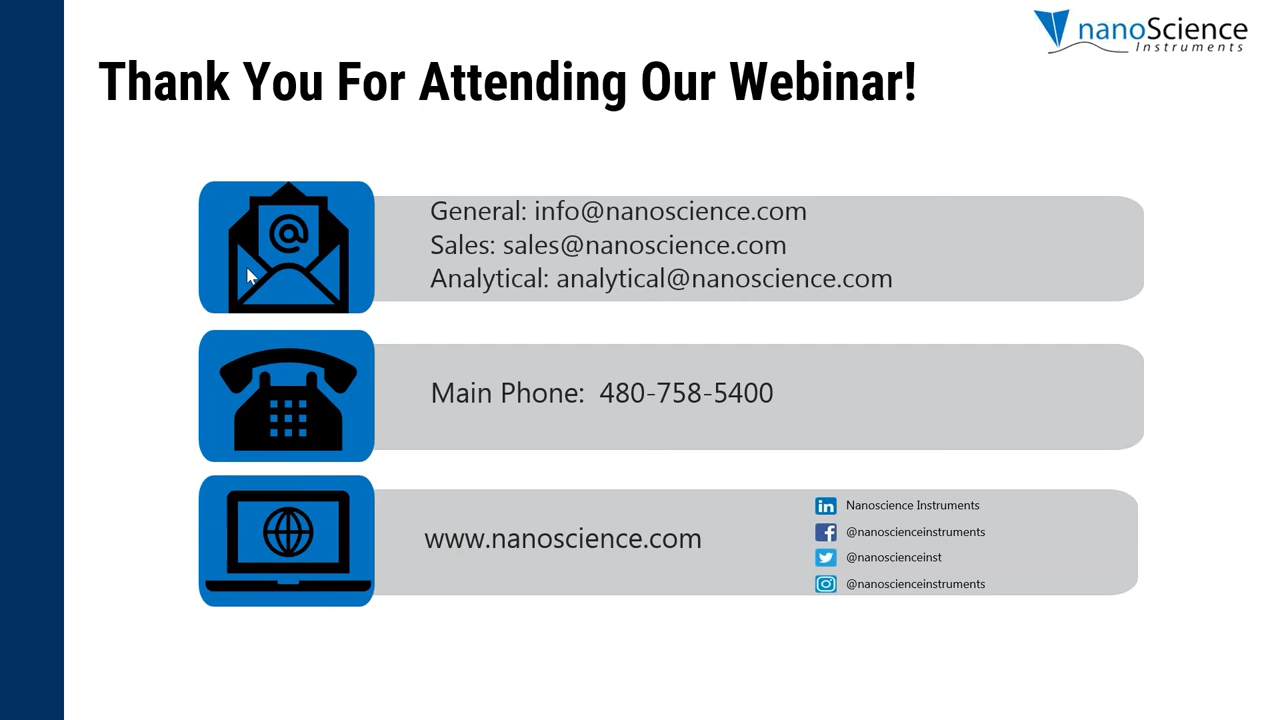 nanoScience
Instruments
Thank You For Attending Our Webinar!
@
General: info@nanoscience.com
Sales: sales@nanoscience.com
Analytical: analytical@nanoscience.com
Main Phone: 480-758-5400
www.nanoscience.com
in Nanoscience Instruments
f @nanoscienceinstruments
@nanoscienceinst
@nanoscienceinstruments